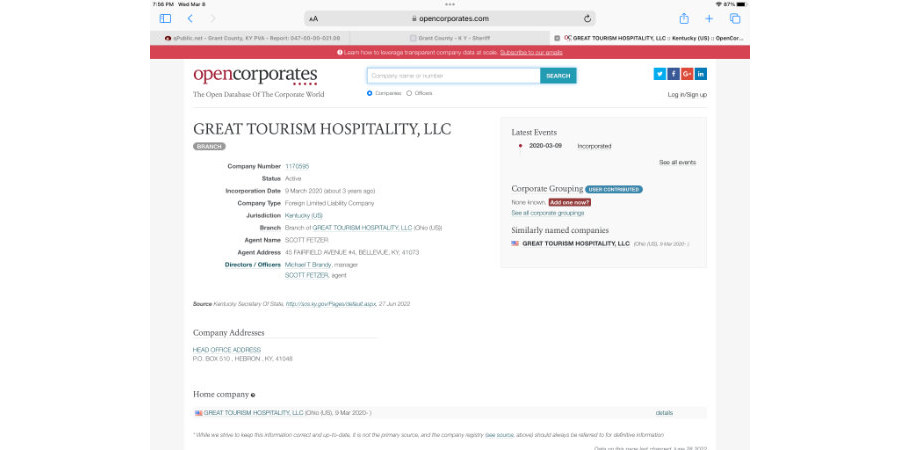 7:56 PM Wed Mar 8
87%
AA
opencorporates.com
qPublic.net - Grant County, KY PVA - Report: 047-00-00-021.08
Grant County - K Y - Sheriff
GREAT TOURISM HOSPITALITY, LLC :: Kentucky (US) :: OpenCor...
Learn how to leverage transparent company data at scale. Subscribe to our emails
opencorporates
Company name or number
SEARCH
The Open Database Of The Corporate World
Companies
Officers
Log in/Sign up
GREAT TOURISM HOSPITALITY, LLC
BRANCH
Company Number 1170595
Status Active
Incorporation Date 9 March 2020 (about 3 years ago)
Company Type Foreign Limited Liability Company
Jurisdiction Kentucky (US)
Branch Branch of GREAT TOURISM HOSPITALITY, LLC (Ohio (US))
Agent Name SCOTT FETZER
Agent Address 45 FAIRFIELD AVENUE #4, BELLEVUE, KY, 41073
Directors / Officers Michael T Brandy, manager
SCOTT FETZER, agent
Latest Events
2020-03-09 Incorporated
See all events
Corporate Grouping USER CONTRIBUTED
None known. Add one now?
See all corporate groupings
Similarly named companies
GREAT TOURISM HOSPITALITY, LLC (Ohio (US), 9 Mar 2020- )
Source Kentucky Secretary Of State, http://sos.ky.gov/Pages/default.aspx, 27 Jun 2022
Company Addresses
HEAD OFFICE ADDRESS
P.O. BOX 510 , HEBRON , KY, 41048
Home company
GREAT TOURISM HOSPITALITY, LLC (Ohio (US), 9 Mar 2020- )
details
* While we strive to keep this information correct and up-to-date, it is not the primary source, and the company registry (see source, above) should always be referred to for definitive information
Data on this page last changed June 28 2022